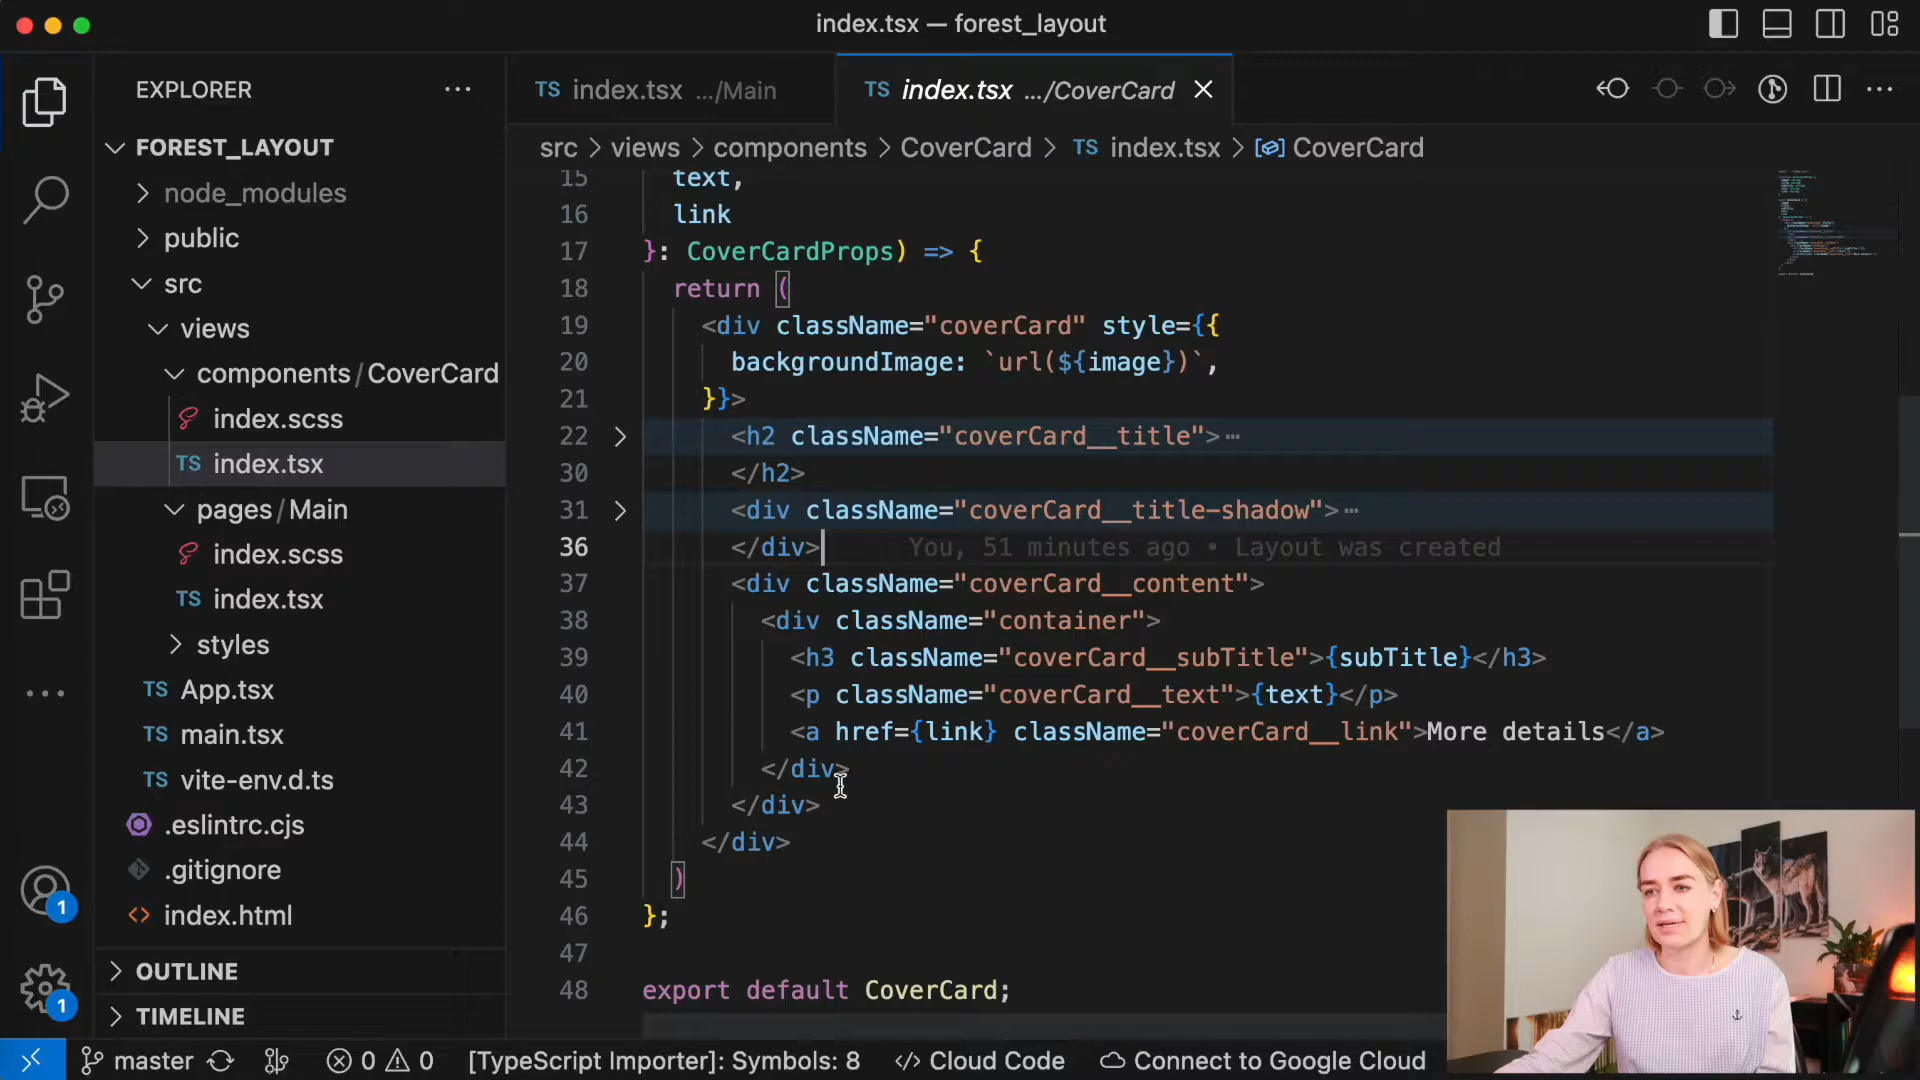 index.tsx — forest_layout
EXPLORER
FOREST_LAYOUT
node_modules
public
src
views
components / CoverCard
index.scss
TS index.tsx
pages / Main
index.scss
TS index.tsx
styles
TS App.tsx
TS main.tsx
TS vite-env.d.ts
.eslintrc.cjs
.gitignore
<> index.html
OUTLINE
TIMELINE
1
1
TS index.tsx .../Main
TS index.tsx .../CoverCard
src > views > components > CoverCard > TS index.tsx > CoverCard
15 text,
16 link
17 }: CoverCardProps) => {
18 return (
19 <div className="coverCard" style={{
20 backgroundImage: `url(${image})`,
21 }}>
22 <h2 className="coverCard__title">⋯
30 </h2>
31 <div className="coverCard__title-shadow">⋯
36 </div> You, 51 minutes ago • Layout was created
37 <div className="coverCard__content">
38 <div className="container">
39 <h3 className="coverCard__subTitle">{subTitle}</h3>
40 <p className="coverCard__text">{text}</p>
41 <a href={link} className="coverCard__link">More details</a>
42 </div>
43 </div>
44 </div>
45 )
46 };
47
48 export default CoverCard;
master 0 0 [TypeScript Importer]: Symbols: 8 </> Cloud Code Connect to Google Cloud